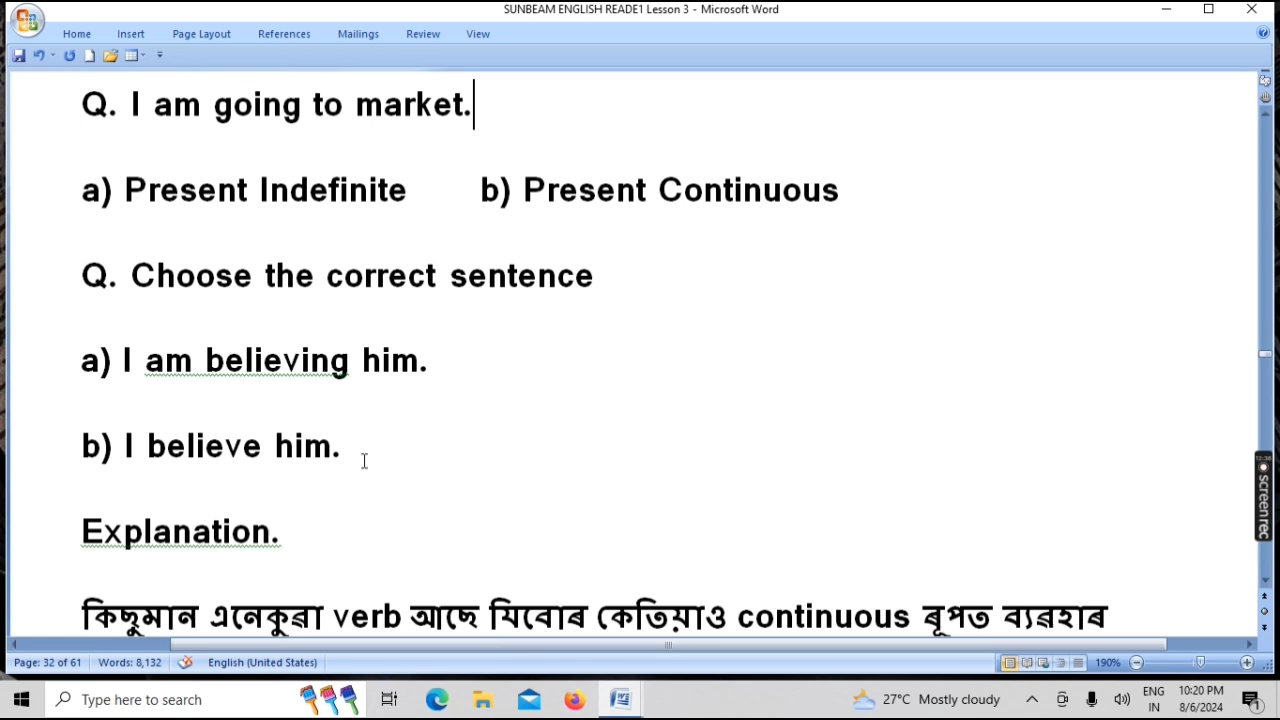 SUNBEAM ENGLISH READE1 Lesson 3 - Microsoft Word
Home Insert Page Layout References Mailings Review View
Q. I am going to market.
a) Present Indefinite b) Present Continuous
Q. Choose the correct sentence
a) I am believing him.
b) I believe him.
Explanation.
কিছুমান এনেকুৱা verb আছে যিবোৰ কেতিয়াও continuous ৰূপত ব্যৱহাৰ
screen rec
Page: 32 of 61 Words: 8,132 English (United States) 190%
Type here to search 27°C Mostly cloudy ENG 10:20 PM
IN 8/6/2024 1